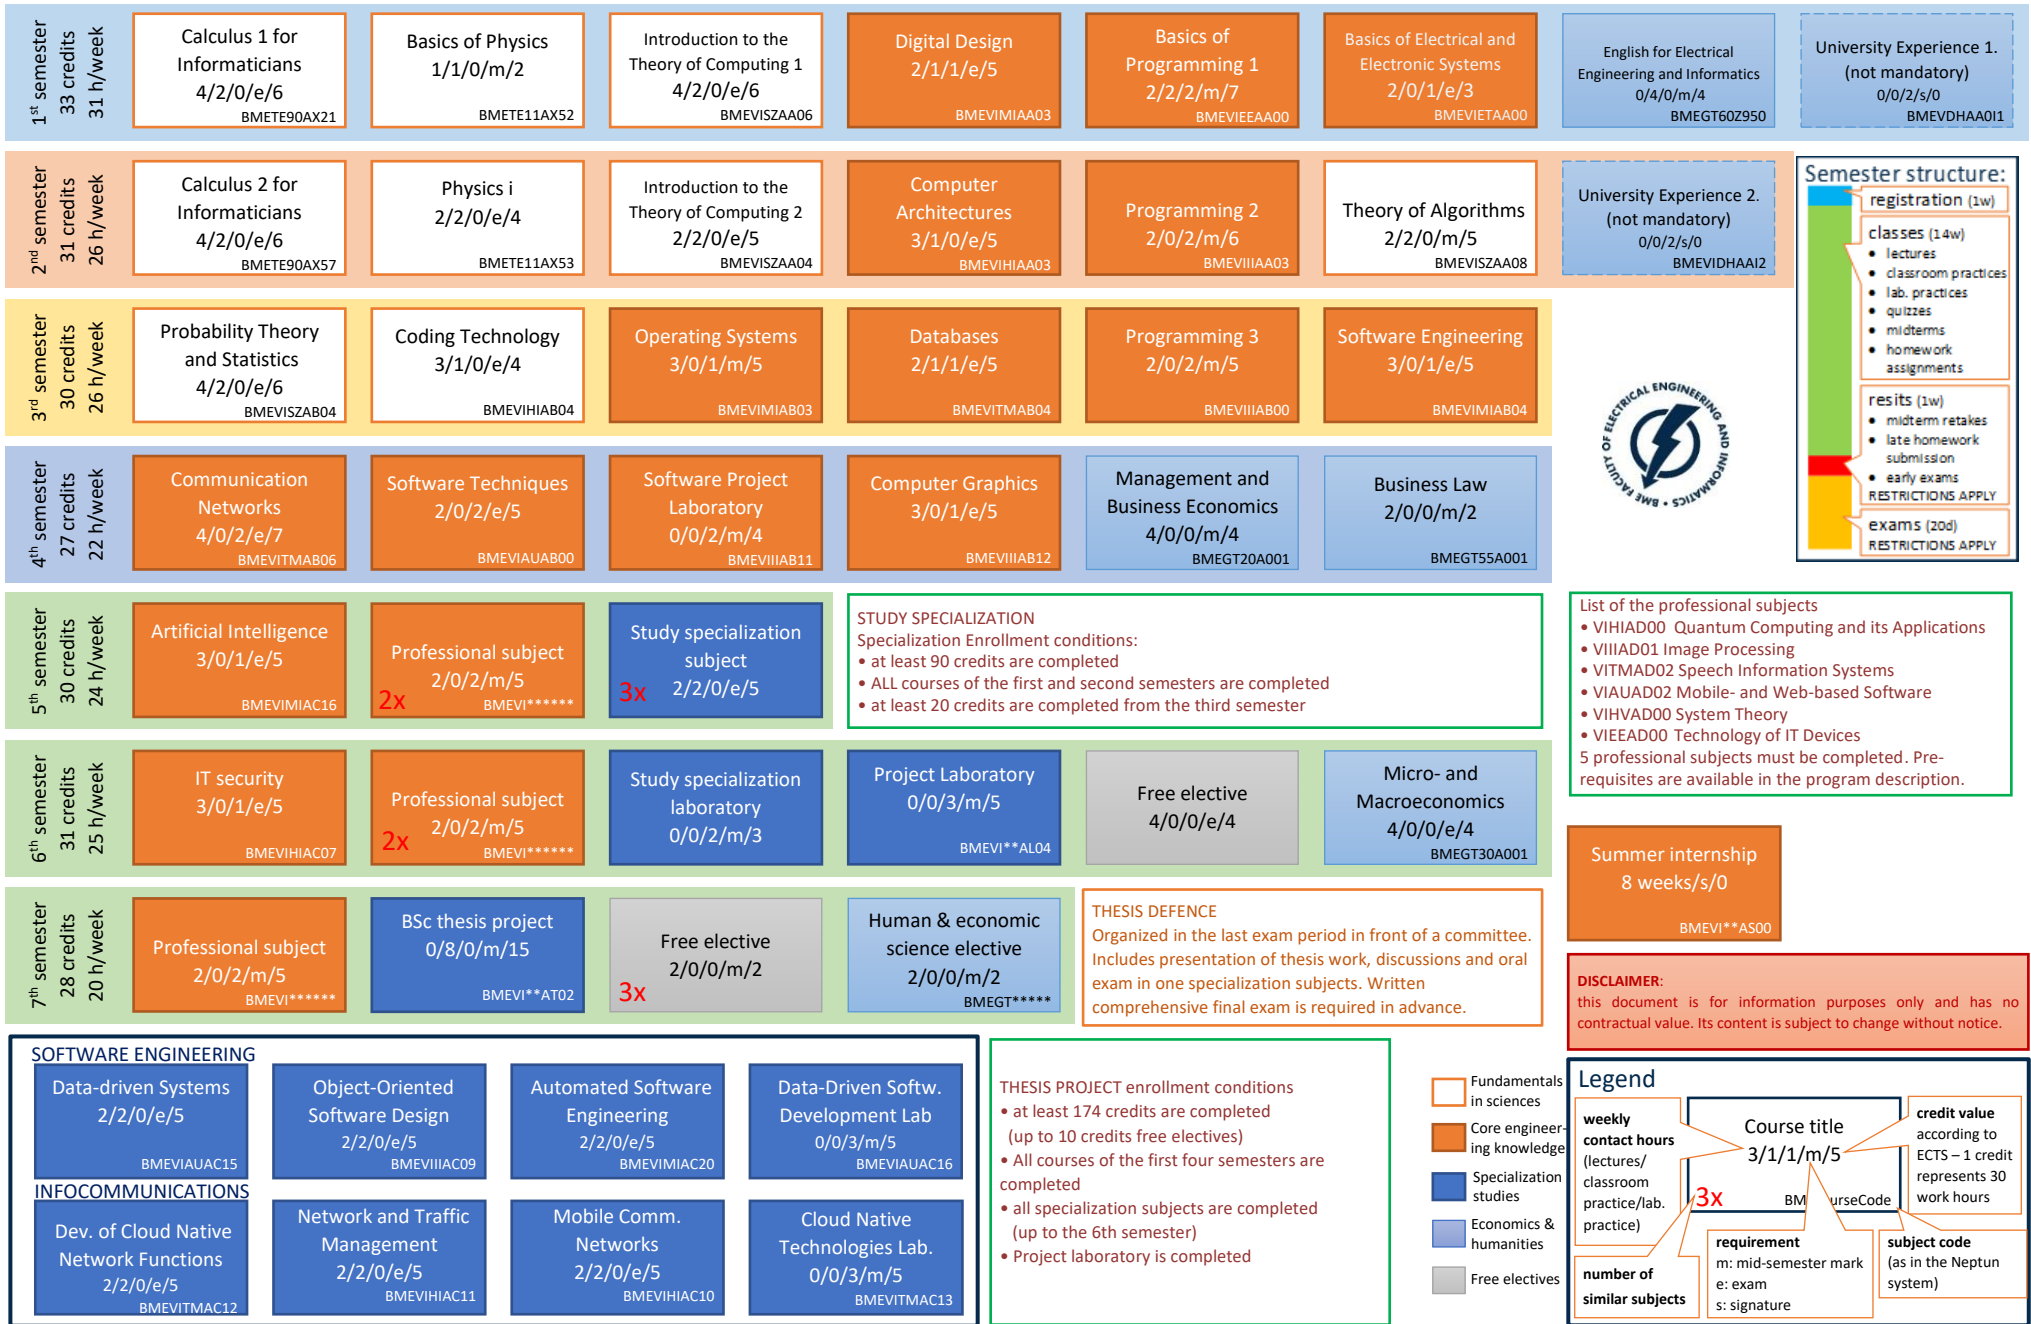 1st semester
33 credits
31 h/week
Calculus 1 for
Informaticians
4/2/0/e/6
BMETE90AX21
Basics of Physics
1/1/0/m/2
BMETE11AX52
Introduction to the
Theory of Computing 1
4/2/0/e/6
BMEVISZAA06
Digital Design
2/1/1/e/5
BMEVIMIAA03
Basics of
Programming 1
2/2/2/m/7
BMEVIEEAA00
Basics of Electrical and
Electronic Systems
2/0/1/e/3
BMEVIETAA00
English for Electrical
Engineering and Informatics
0/4/0/m/4
BMEGT60Z950
University Experience 1.
(not mandatory)
0/0/2/s/0
BMEVDHAA0I1
2nd semester
31 credits
26 h/week
Calculus 2 for
Informaticians
4/2/0/e/6
BMETE90AX57
Physics i
2/2/0/e/4
BMETE11AX53
Introduction to the
Theory of Computing 2
2/2/0/e/5
BMEVISZAA04
Computer
Architectures
3/1/0/e/5
BMEVIHIAA03
Programming 2
2/0/2/m/6
BMEVIIIAA03
Theory of Algorithms
2/2/0/m/5
BMEVISZAA08
University Experience 2.
(not mandatory)
0/0/2/s/0
BMEVIDHAAI2
Semester structure:
registration (1w)
classes (14w)
• lectures
• classroom practices
• lab. practices
• quizzes
• midterms
• homework
assignments
resits (1w)
• midterm retakes
• late homework
submission
• early exams
RESTRICTIONS APPLY
exams (20d)
RESTRICTIONS APPLY
3rd semester
30 credits
26 h/week
Probability Theory
and Statistics
4/2/0/e/6
BMEVISZAB04
Coding Technology
3/1/0/e/4
BMEVIHIAB04
Operating Systems
3/0/1/m/5
BMEVIMIAB03
Databases
2/1/1/e/5
BMEVITMAB04
Programming 3
2/0/2/m/5
BMEVIIIAB00
Software Engineering
3/0/1/e/5
BMEVIMIAB04
BME FACULTY OF ELECTRICAL ENGINEERING AND INFORMATICS •
4th semester
27 credits
22 h/week
Communication
Networks
4/0/2/e/7
BMEVITMAB06
Software Techniques
2/0/2/e/5
BMEVIAUAB00
Software Project
Laboratory
0/0/2/m/4
BMEVIIIAB11
Computer Graphics
3/0/1/e/5
BMEVIIIAB12
Management and
Business Economics
4/0/0/m/4
BMEGT20A001
Business Law
2/0/0/m/2
BMEGT55A001
5th semester
30 credits
24 h/week
Artificial Intelligence
3/0/1/e/5
BMEVIMIAC16
Professional subject
2/0/2/m/5
2x
BMEVI******
Study specialization
subject
3x
2/2/0/e/5
STUDY SPECIALIZATION
Specialization Enrollment conditions:
• at least 90 credits are completed
• ALL courses of the first and second semesters are completed
• at least 20 credits are completed from the third semester
List of the professional subjects
• VIHIAD00 Quantum Computing and its Applications
• VIIIAD01 Image Processing
• VITMAD02 Speech Information Systems
• VIAUAD02 Mobile- and Web-based Software
• VIHVAD00 System Theory
• VIEEAD00 Technology of IT Devices
5 professional subjects must be completed. Pre-
requisites are available in the program description.
6th semester
31 credits
25 h/week
IT security
3/0/1/e/5
BMEVIHIAC07
Professional subject
2/0/2/m/5
2x
BMEVI******
Study specialization
laboratory
0/0/2/m/3
Project Laboratory
0/0/3/m/5
BMEVI**AL04
Free elective
4/0/0/e/4
Micro- and
Macroeconomics
4/0/0/e/4
BMEGT30A001
Summer internship
8 weeks/s/0
BMEVI**AS00
7th semester
28 credits
20 h/week
Professional subject
2/0/2/m/5
BMEVI******
BSc thesis project
0/8/0/m/15
BMEVI**AT02
Free elective
2/0/0/m/2
3x
Human & economic
science elective
2/0/0/m/2
BMEGT*****
THESIS DEFENCE
Organized in the last exam period in front of a committee.
Includes presentation of thesis work, discussions and oral
exam in one specialization subjects. Written
comprehensive final exam is required in advance.
DISCLAIMER:
this document is for information purposes only and has no
contractual value. Its content is subject to change without notice.
SOFTWARE ENGINEERING
Data-driven Systems
2/2/0/e/5
BMEVIAUAC15
Object-Oriented
Software Design
2/2/0/e/5
BMEVIIIAC09
Automated Software
Engineering
2/2/0/e/5
BMEVIMIAC20
Data-Driven Softw.
Development Lab
0/0/3/m/5
BMEVIAUAC16
INFOCOMMUNICATIONS
Dev. of Cloud Native
Network Functions
2/2/0/e/5
BMEVITMAC12
Network and Traffic
Management
2/2/0/e/5
BMEVIHIAC11
Mobile Comm.
Networks
2/2/0/e/5
BMEVIHIAC10
Cloud Native
Technologies Lab.
0/0/3/m/5
BMEVITMAC13
THESIS PROJECT enrollment conditions
• at least 174 credits are completed
(up to 10 credits free electives)
• All courses of the first four semesters are
completed
• all specialization subjects are completed
(up to the 6th semester)
• Project laboratory is completed
Fundamentals
in sciences
Core engineer-
ing knowledge
Specialization
studies
Economics &
humanities
Free electives
Legend
weekly
contact hours
(lectures/
classroom
practice/lab.
practice)
Course title
3/1/1/m/5
3x
BM
urseCode
credit value
according to
ECTS – 1 credit
represents 30
work hours
number of
similar subjects
requirement
m: mid-semester mark
e: exam
s: signature
subject code
(as in the Neptun
system)